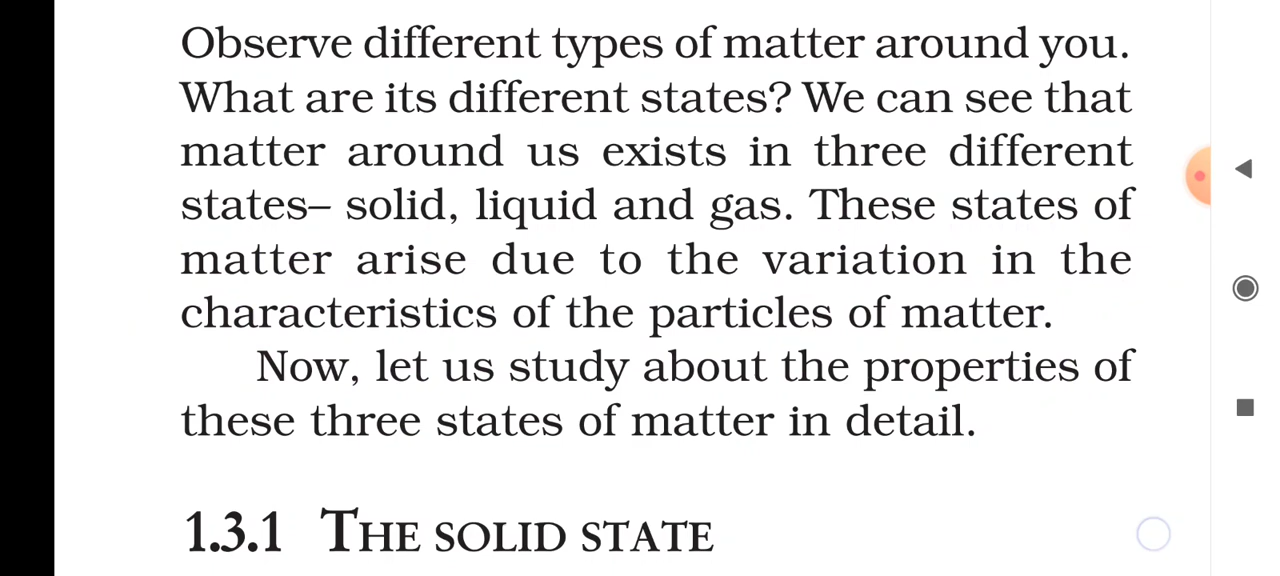 Observe different types of matter around you.
What are its different states? We can see that
matter around us exists in three different
states– solid, liquid and gas. These states of
matter arise due to the variation in the
characteristics of the particles of matter.
Now, let us study about the properties of
these three states of matter in detail.
1.3.1 THE SOLID STATE